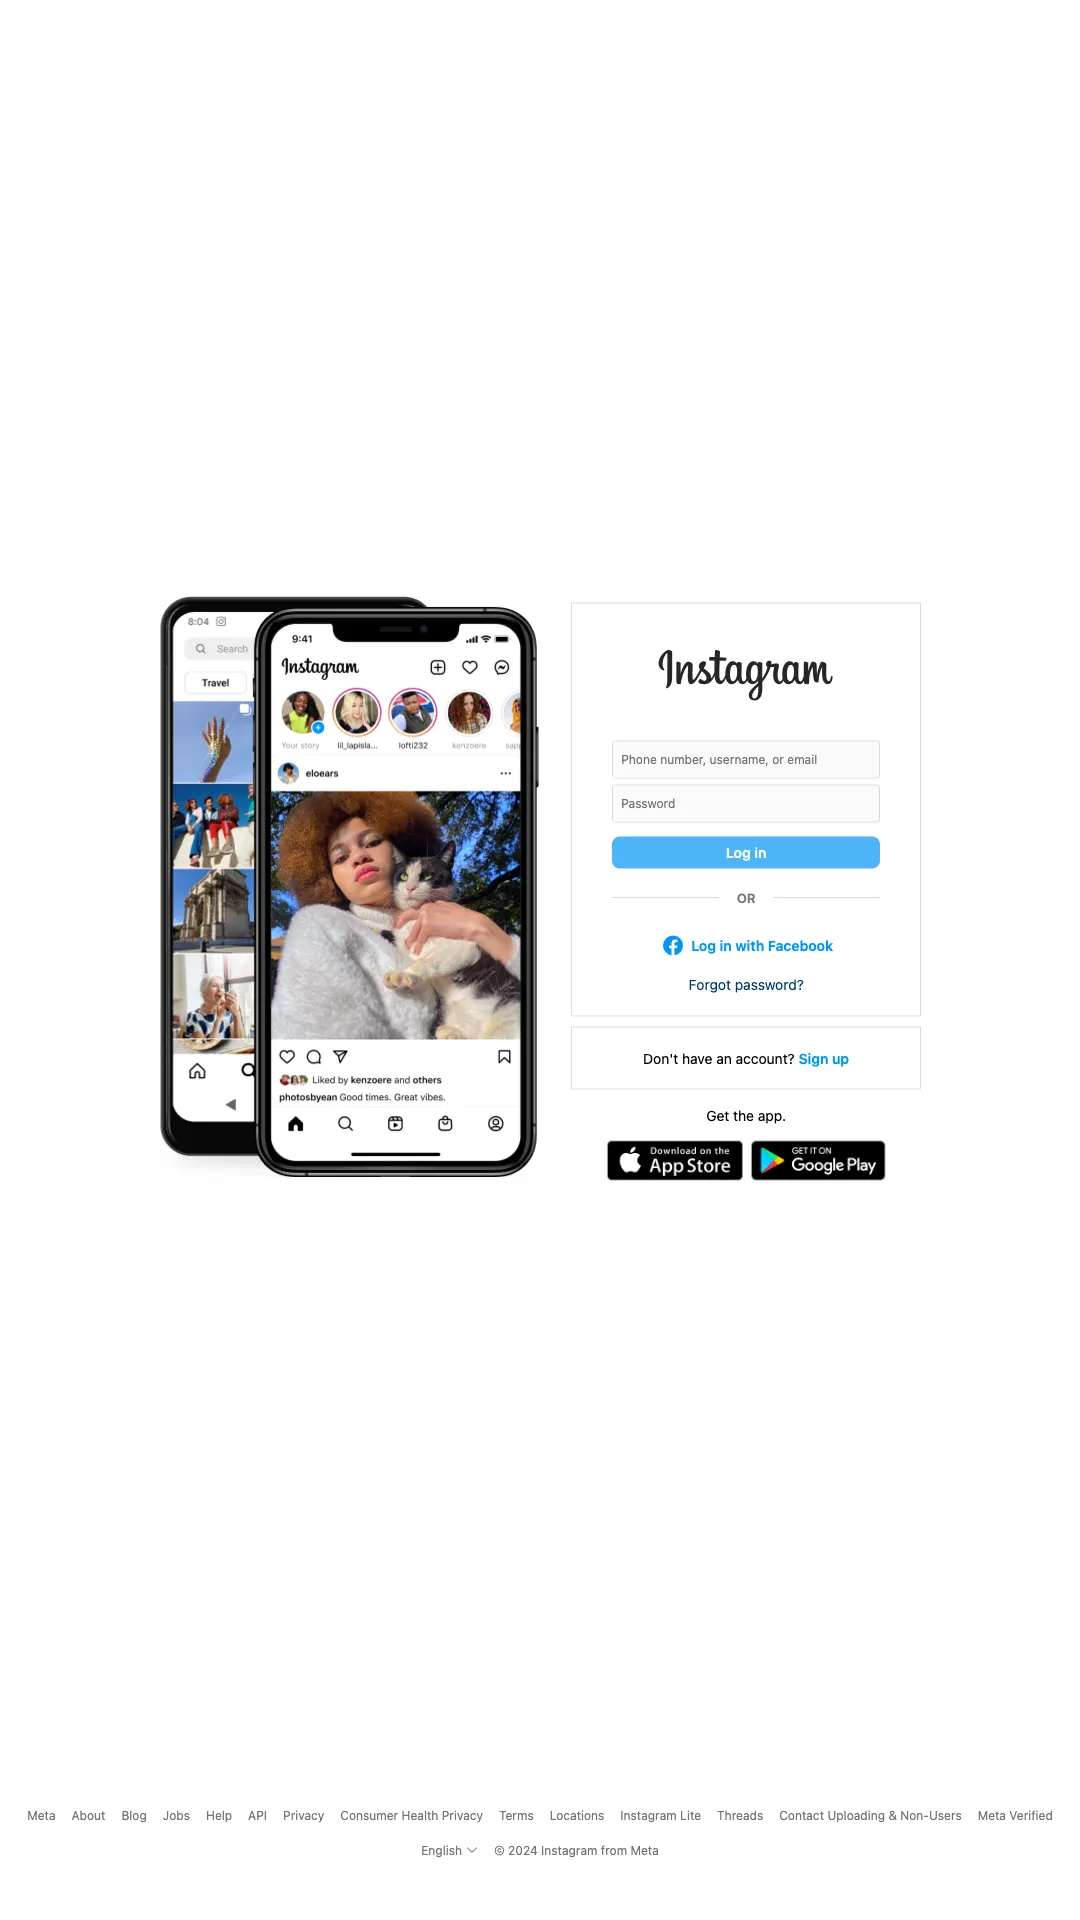 8:04
Search
Travel
9:41
Instagram
Your story
lil_lapisla...
lofti232
kenzoere
sapp
eloears
Liked by kenzoere and others
photosbyean Good times. Great vibes.
Instagram
Phone number, username, or email
Password
Log in
OR
Log in with Facebook
Forgot password?
Don't have an account? Sign up
Get the app.
Download on the
App Store
GET IT ON
Google Play
Meta About Blog Jobs Help API Privacy Consumer Health Privacy Terms Locations Instagram Lite Threads Contact Uploading & Non-Users Meta Verified
English © 2024 Instagram from Meta